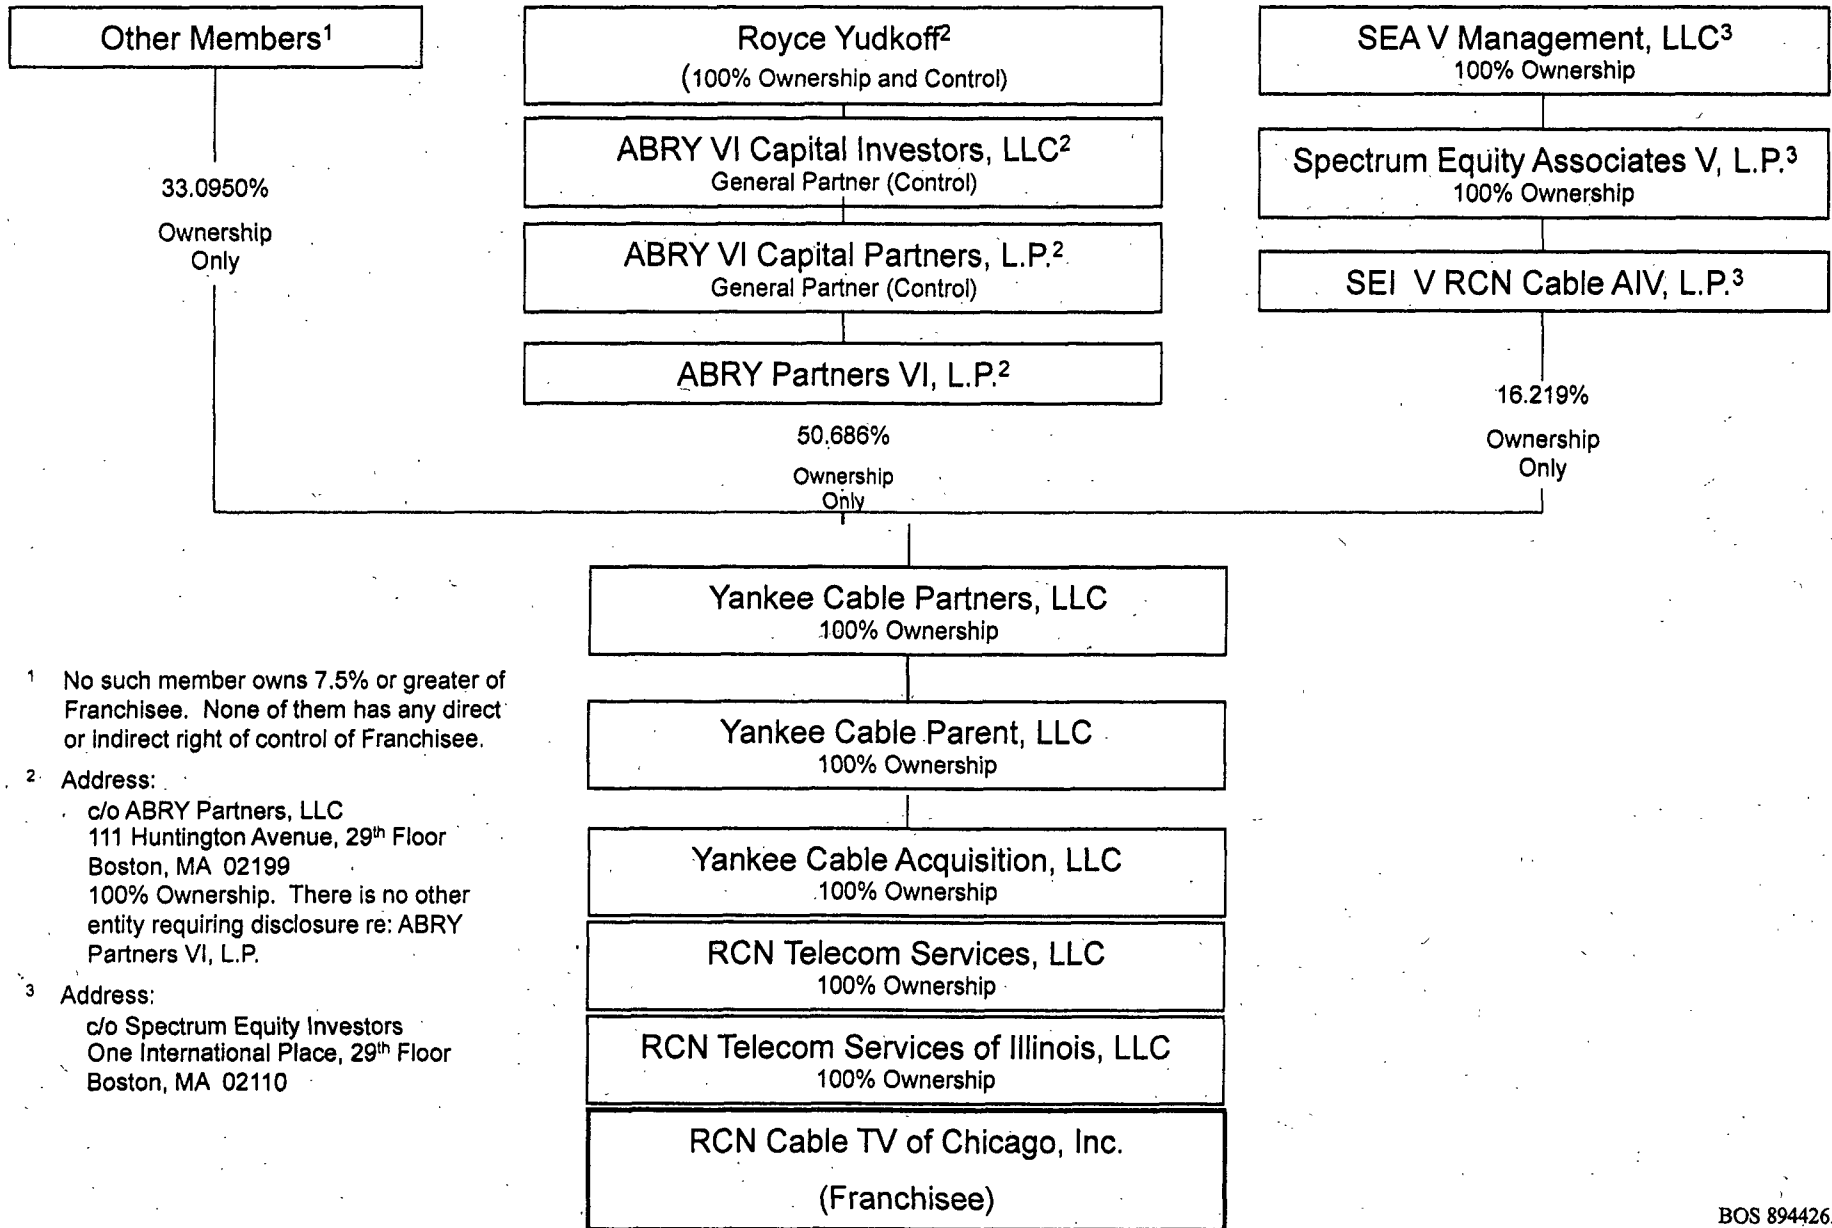 Other Members¹
33.0950%
Ownership
Only
Royce Yudkoff²
(100% Ownership and Control)
ABRY VI Capital Investors, LLC²
General Partner (Control)
ABRY VI Capital Partners, L.P.²
General Partner (Control)
ABRY Partners VI, L.P.²
50.686%
Ownership
Only
SEA V Management, LLC³
100% Ownership
Spectrum Equity Associates V, L.P.³
100% Ownership
SEI V RCN Cable AIV, L.P.³
16.219%
Ownership
Only
Yankee Cable Partners, LLC
100% Ownership
Yankee Cable Parent, LLC
100% Ownership
Yankee Cable Acquisition, LLC
100% Ownership
RCN Telecom Services, LLC
100% Ownership
RCN Telecom Services of Illinois, LLC
100% Ownership
RCN Cable TV of Chicago, Inc.
(Franchisee)
¹ No such member owns 7.5% or greater of
Franchisee. None of them has any direct
or indirect right of control of Franchisee.
² Address:
c/o ABRY Partners, LLC
111 Huntington Avenue, 29th Floor
Boston, MA 02199
100% Ownership. There is no other
entity requiring disclosure re: ABRY
Partners VI, L.P.
³ Address:
c/o Spectrum Equity Investors
One International Place, 29th Floor
Boston, MA 02110
BOS 894426